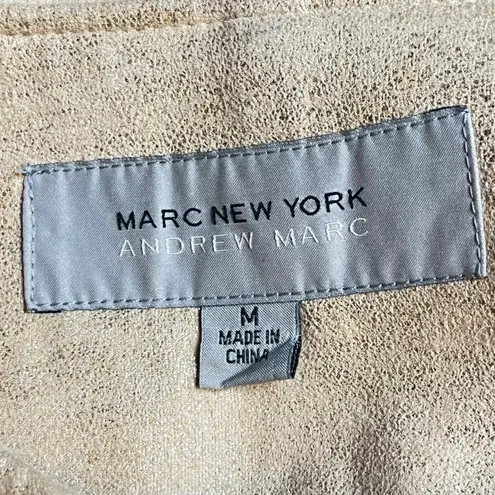 MARC NEW YORK
ANDREW MARC
M
MADE IN
CHINA